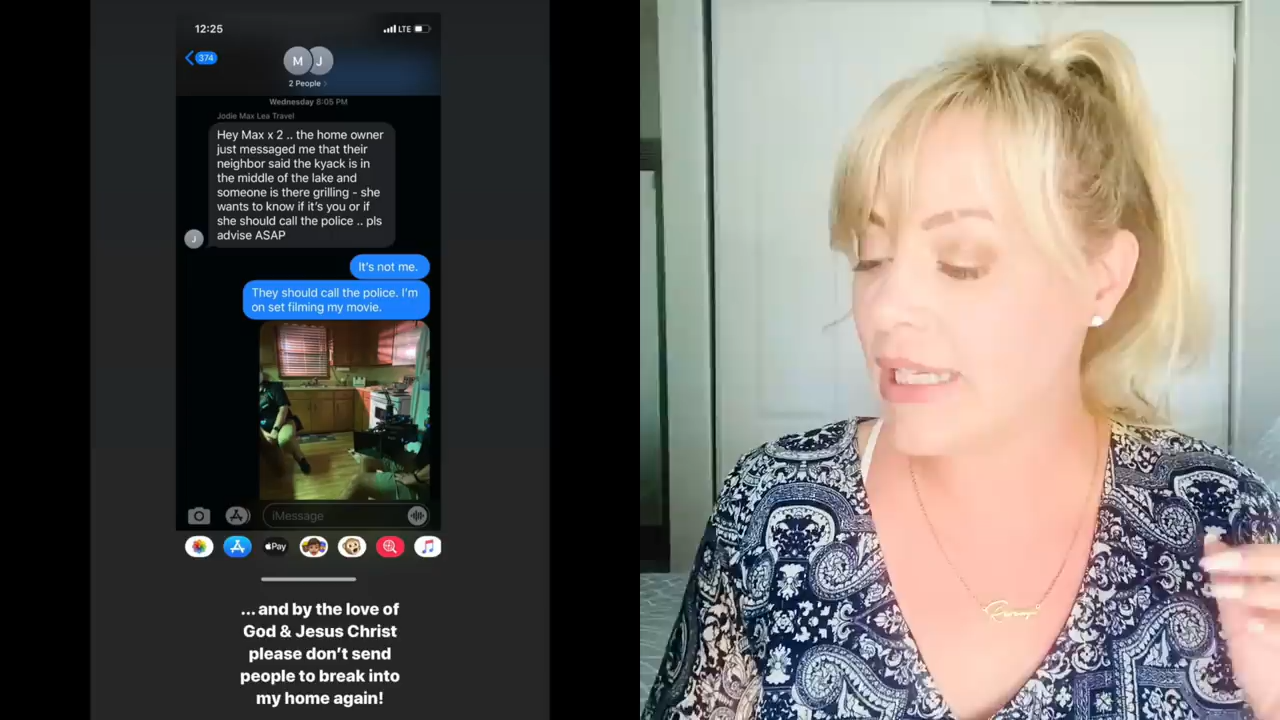 12:25
LTE
374
M J
2 People
Wednesday 8:05 PM
Jodie Max Lea Travel
Hey Max x 2 .. the home owner
just messaged me that their
neighbor said the kyack is in
the middle of the lake and
someone is there grilling - she
wants to know if it's you or if
she should call the police .. pls
advise ASAP
J
It's not me.
They should call the police. I'm
on set filming my movie.
iMessage
Pay
... and by the love of
God & Jesus Christ
please don't send
people to break into
my home again!